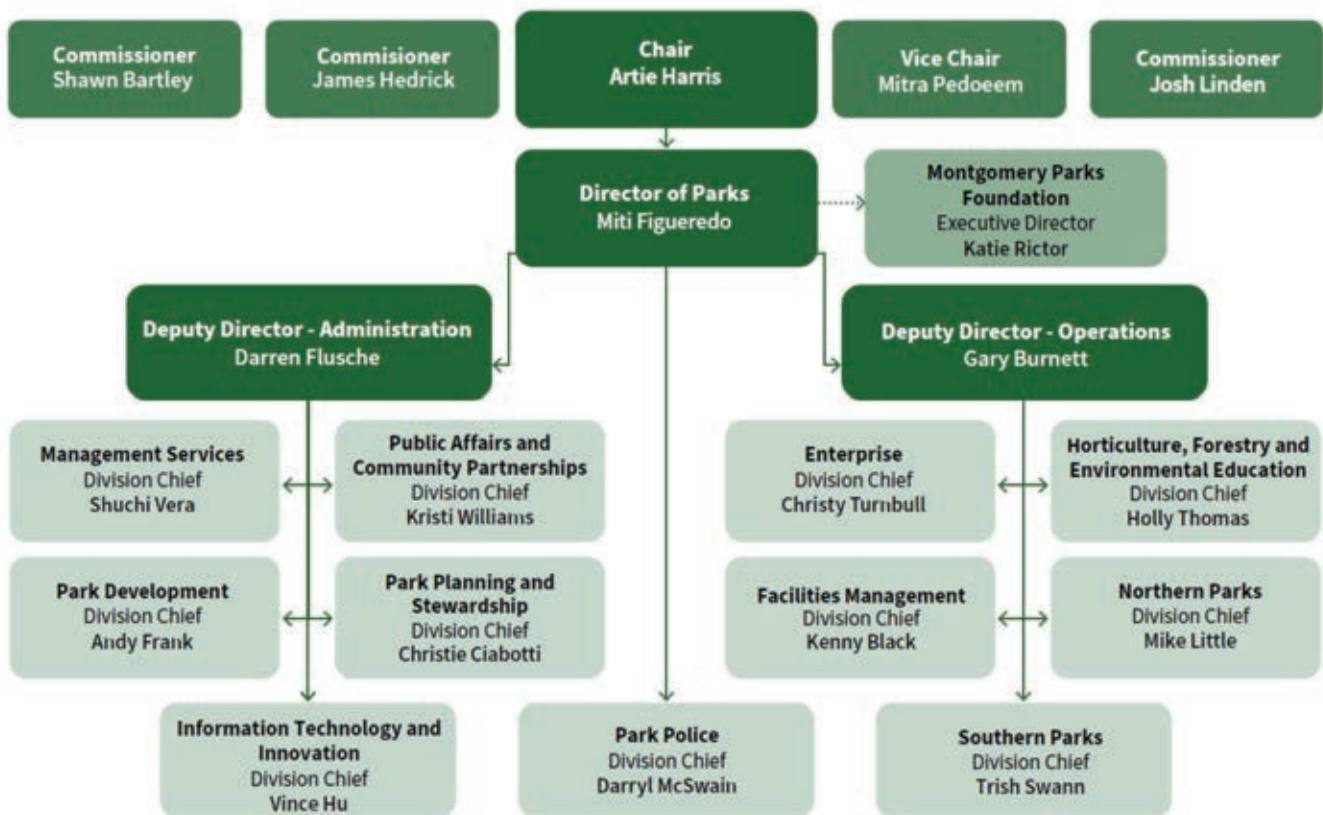 Commissioner
Shawn Bartley
Commisioner
James Hedrick
Chair
Artie Harris
Vice Chair
Mitra Pedoeem
Commissioner
Josh Linden
Director of Parks
Miti Figueredo
Montgomery Parks
Foundation
Executive Director
Katie Rictor
Deputy Director - Administration
Darren Flusche
Deputy Director - Operations
Gary Burnett
Management Services
Division Chief
Shuchi Vera
Public Affairs and
Community Partnerships
Division Chief
Kristi Williams
Enterprise
Division Chief
Christy Turnbull
Horticulture, Forestry and
Environmental Education
Division Chief
Holly Thomas
Park Development
Division Chief
Andy Frank
Park Planning and
Stewardship
Division Chief
Christie Ciabotti
Facilities Management
Division Chief
Kenny Black
Northern Parks
Division Chief
Mike Little
Information Technology and
Innovation
Division Chief
Vince Hu
Park Police
Division Chief
Darryl McSwain
Southern Parks
Division Chief
Trish Swann